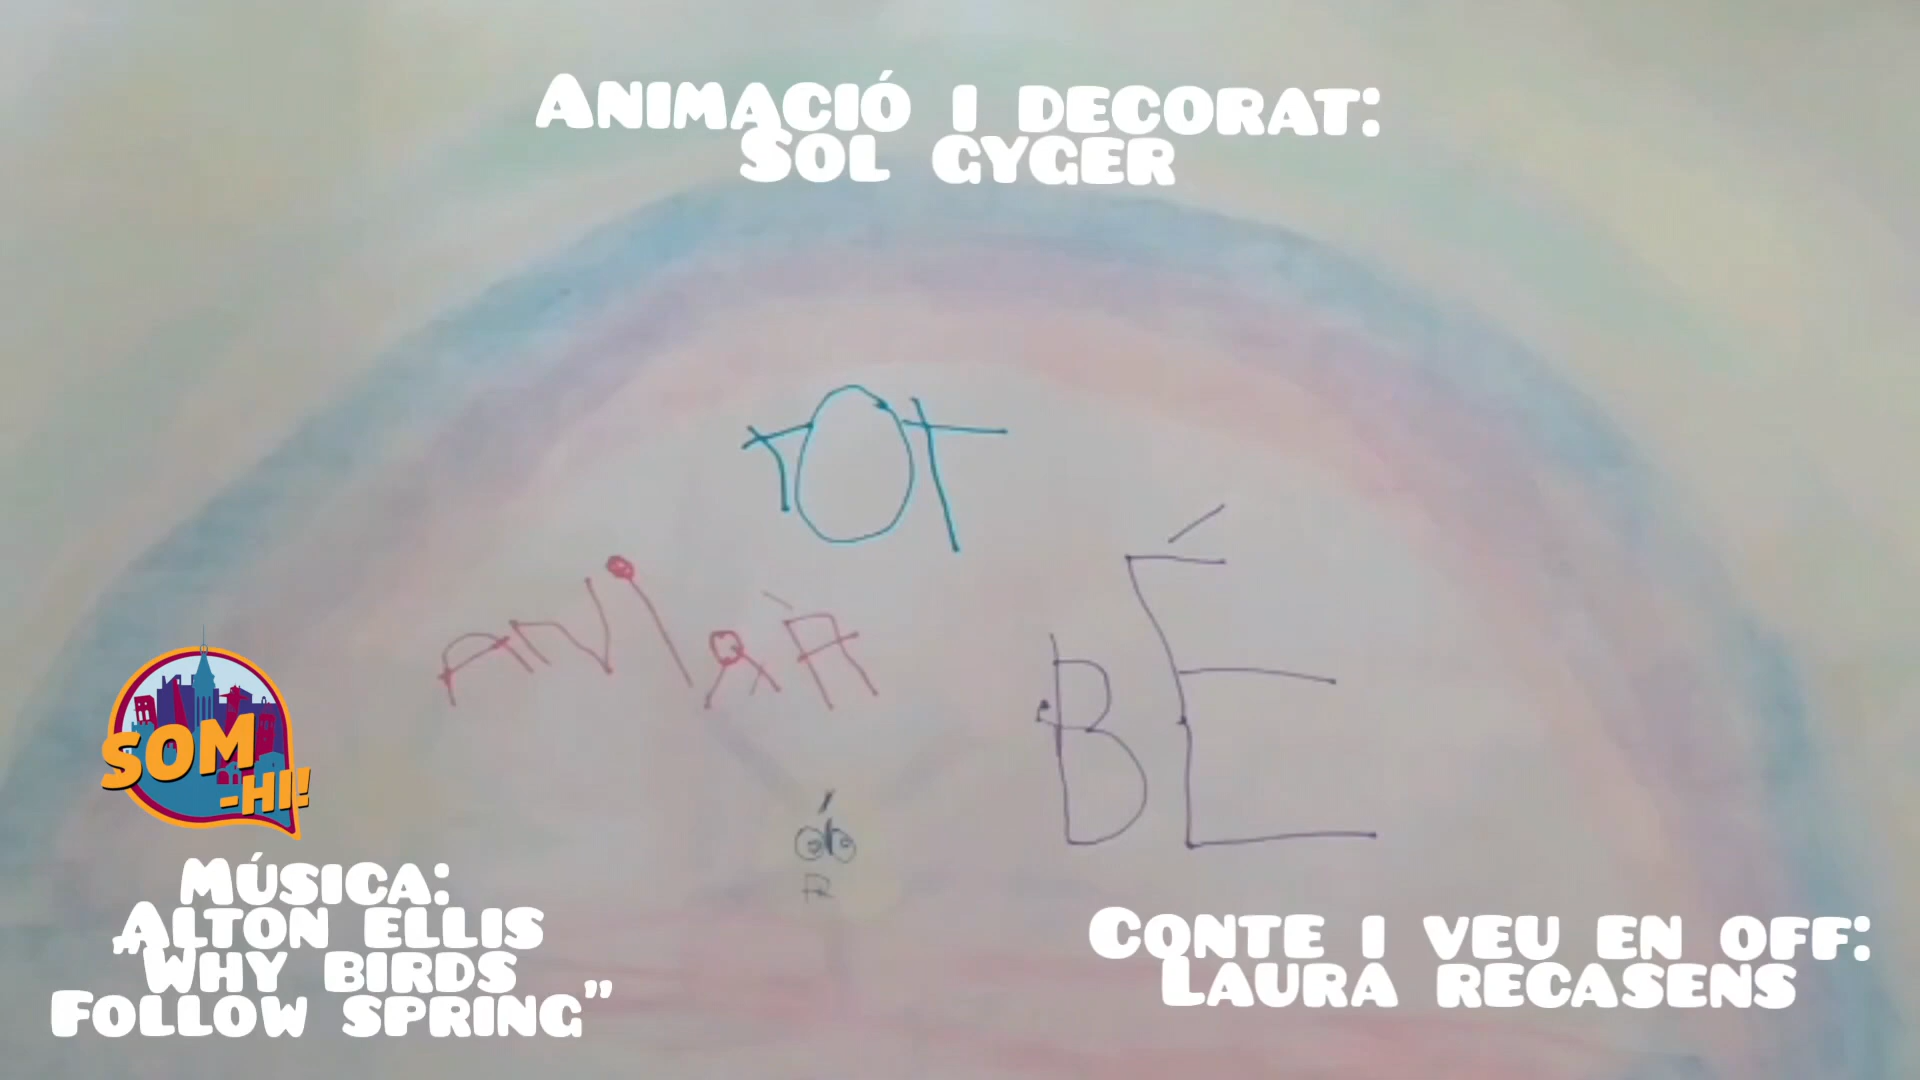 Animació i decorat:
Sol Gyger
TOT
ANIRÀ
BÉ
SOM
-HI!
Música:
Alton Ellis
"Why Birds
Follow Spring"
Conte i veu en off:
Laura Recasens